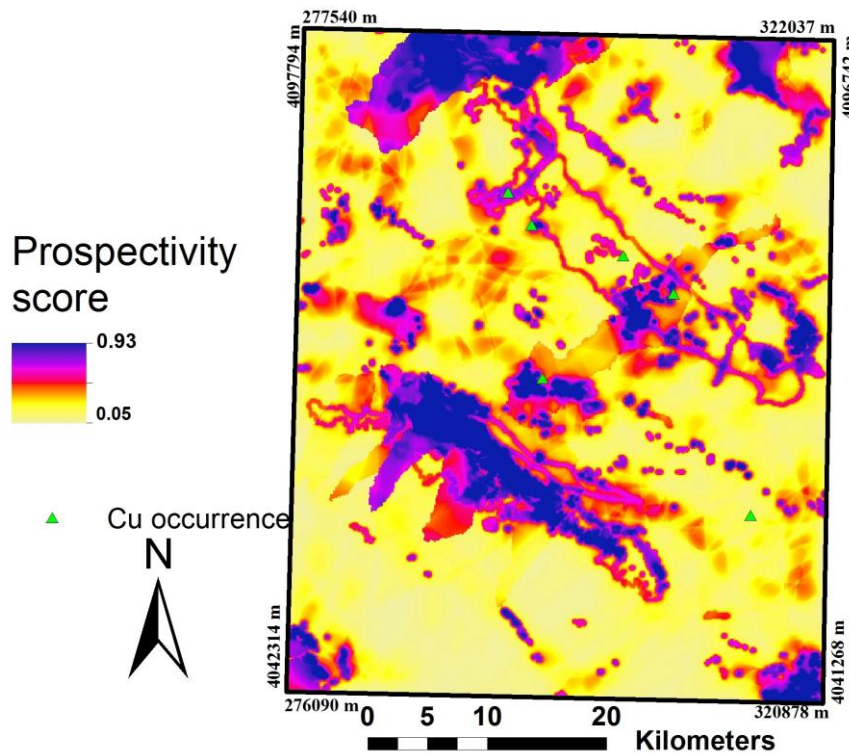 277540 m
322037 m
4097794 m
4096742 m
Prospectivity
score
0.93
0.05
Cu occurrence
N
4042314 m
4041268 m
276090 m
320878 m
0 5 10 20
Kilometers